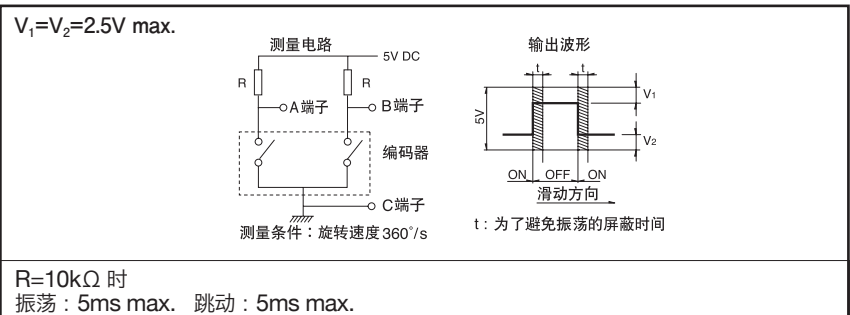 V₁=V₂=2.5V max.
测量电路
5V DC
R
R
A端子
B端子
编码器
C端子
测量条件：旋转速度360°/s
输出波形
t
t
5V
V₁
V₂
ON
OFF
ON
滑动方向
t：为了避免振荡的屏蔽时间
R=10kΩ 时
振荡：5ms max. 跳动：5ms max.